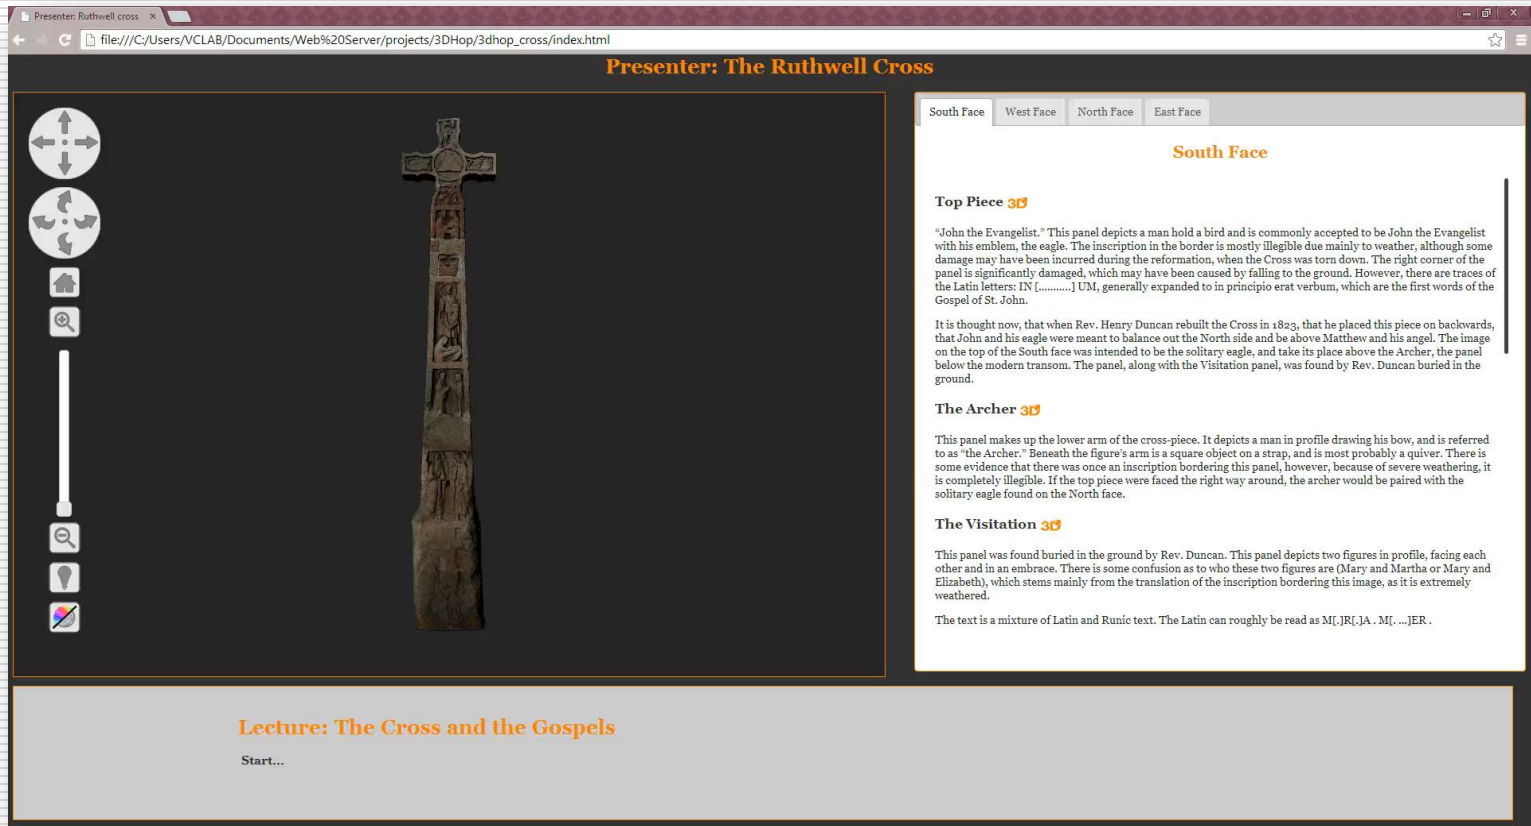 Presenter: Ruthwell cross
file:///C:/Users/VCLAB/Documents/Web%20Server/projects/3DHop/3dhop_cross/index.html
Presenter: The Ruthwell Cross
South Face
West Face
North Face
East Face
South Face
Top Piece 3D
“John the Evangelist.” This panel depicts a man hold a bird and is commonly accepted to be John the Evangelist
with his emblem, the eagle. The inscription in the border is mostly illegible due mainly to weather, although some
damage may have been incurred during the reformation, when the Cross was torn down. The right corner of the
panel is significantly damaged, which may have been caused by falling to the ground. However, there are traces of
the Latin letters: IN [...........] UM, generally expanded to in principio erat verbum, which are the first words of the
Gospel of St. John.
It is thought now, that when Rev. Henry Duncan rebuilt the Cross in 1823, that he placed this piece on backwards,
that John and his eagle were meant to balance out the North side and be above Matthew and his angel. The image
on the top of the South face was intended to be the solitary eagle, and take its place above the Archer, the panel
below the modern transom. The panel, along with the Visitation panel, was found by Rev. Duncan buried in the
ground.
The Archer 3D
This panel makes up the lower arm of the cross-piece. It depicts a man in profile drawing his bow, and is referred
to as “the Archer.” Beneath the figure’s arm is a square object on a strap, and is most probably a quiver. There is
some evidence that there was once an inscription bordering this panel, however, because of severe weathering, it
is completely illegible. If the top piece were faced the right way around, the archer would be paired with the
solitary eagle found on the North face.
The Visitation 3D
This panel was found buried in the ground by Rev. Duncan. This panel depicts two figures in profile, facing each
other and in an embrace. There is some confusion as to who these two figures are (Mary and Martha or Mary and
Elizabeth), which stems mainly from the translation of the inscription bordering this image, as it is extremely
weathered.
The text is a mixture of Latin and Runic text. The Latin can roughly be read as M[.]R[.]A . M[. ...]ER .
Lecture: The Cross and the Gospels
Start...